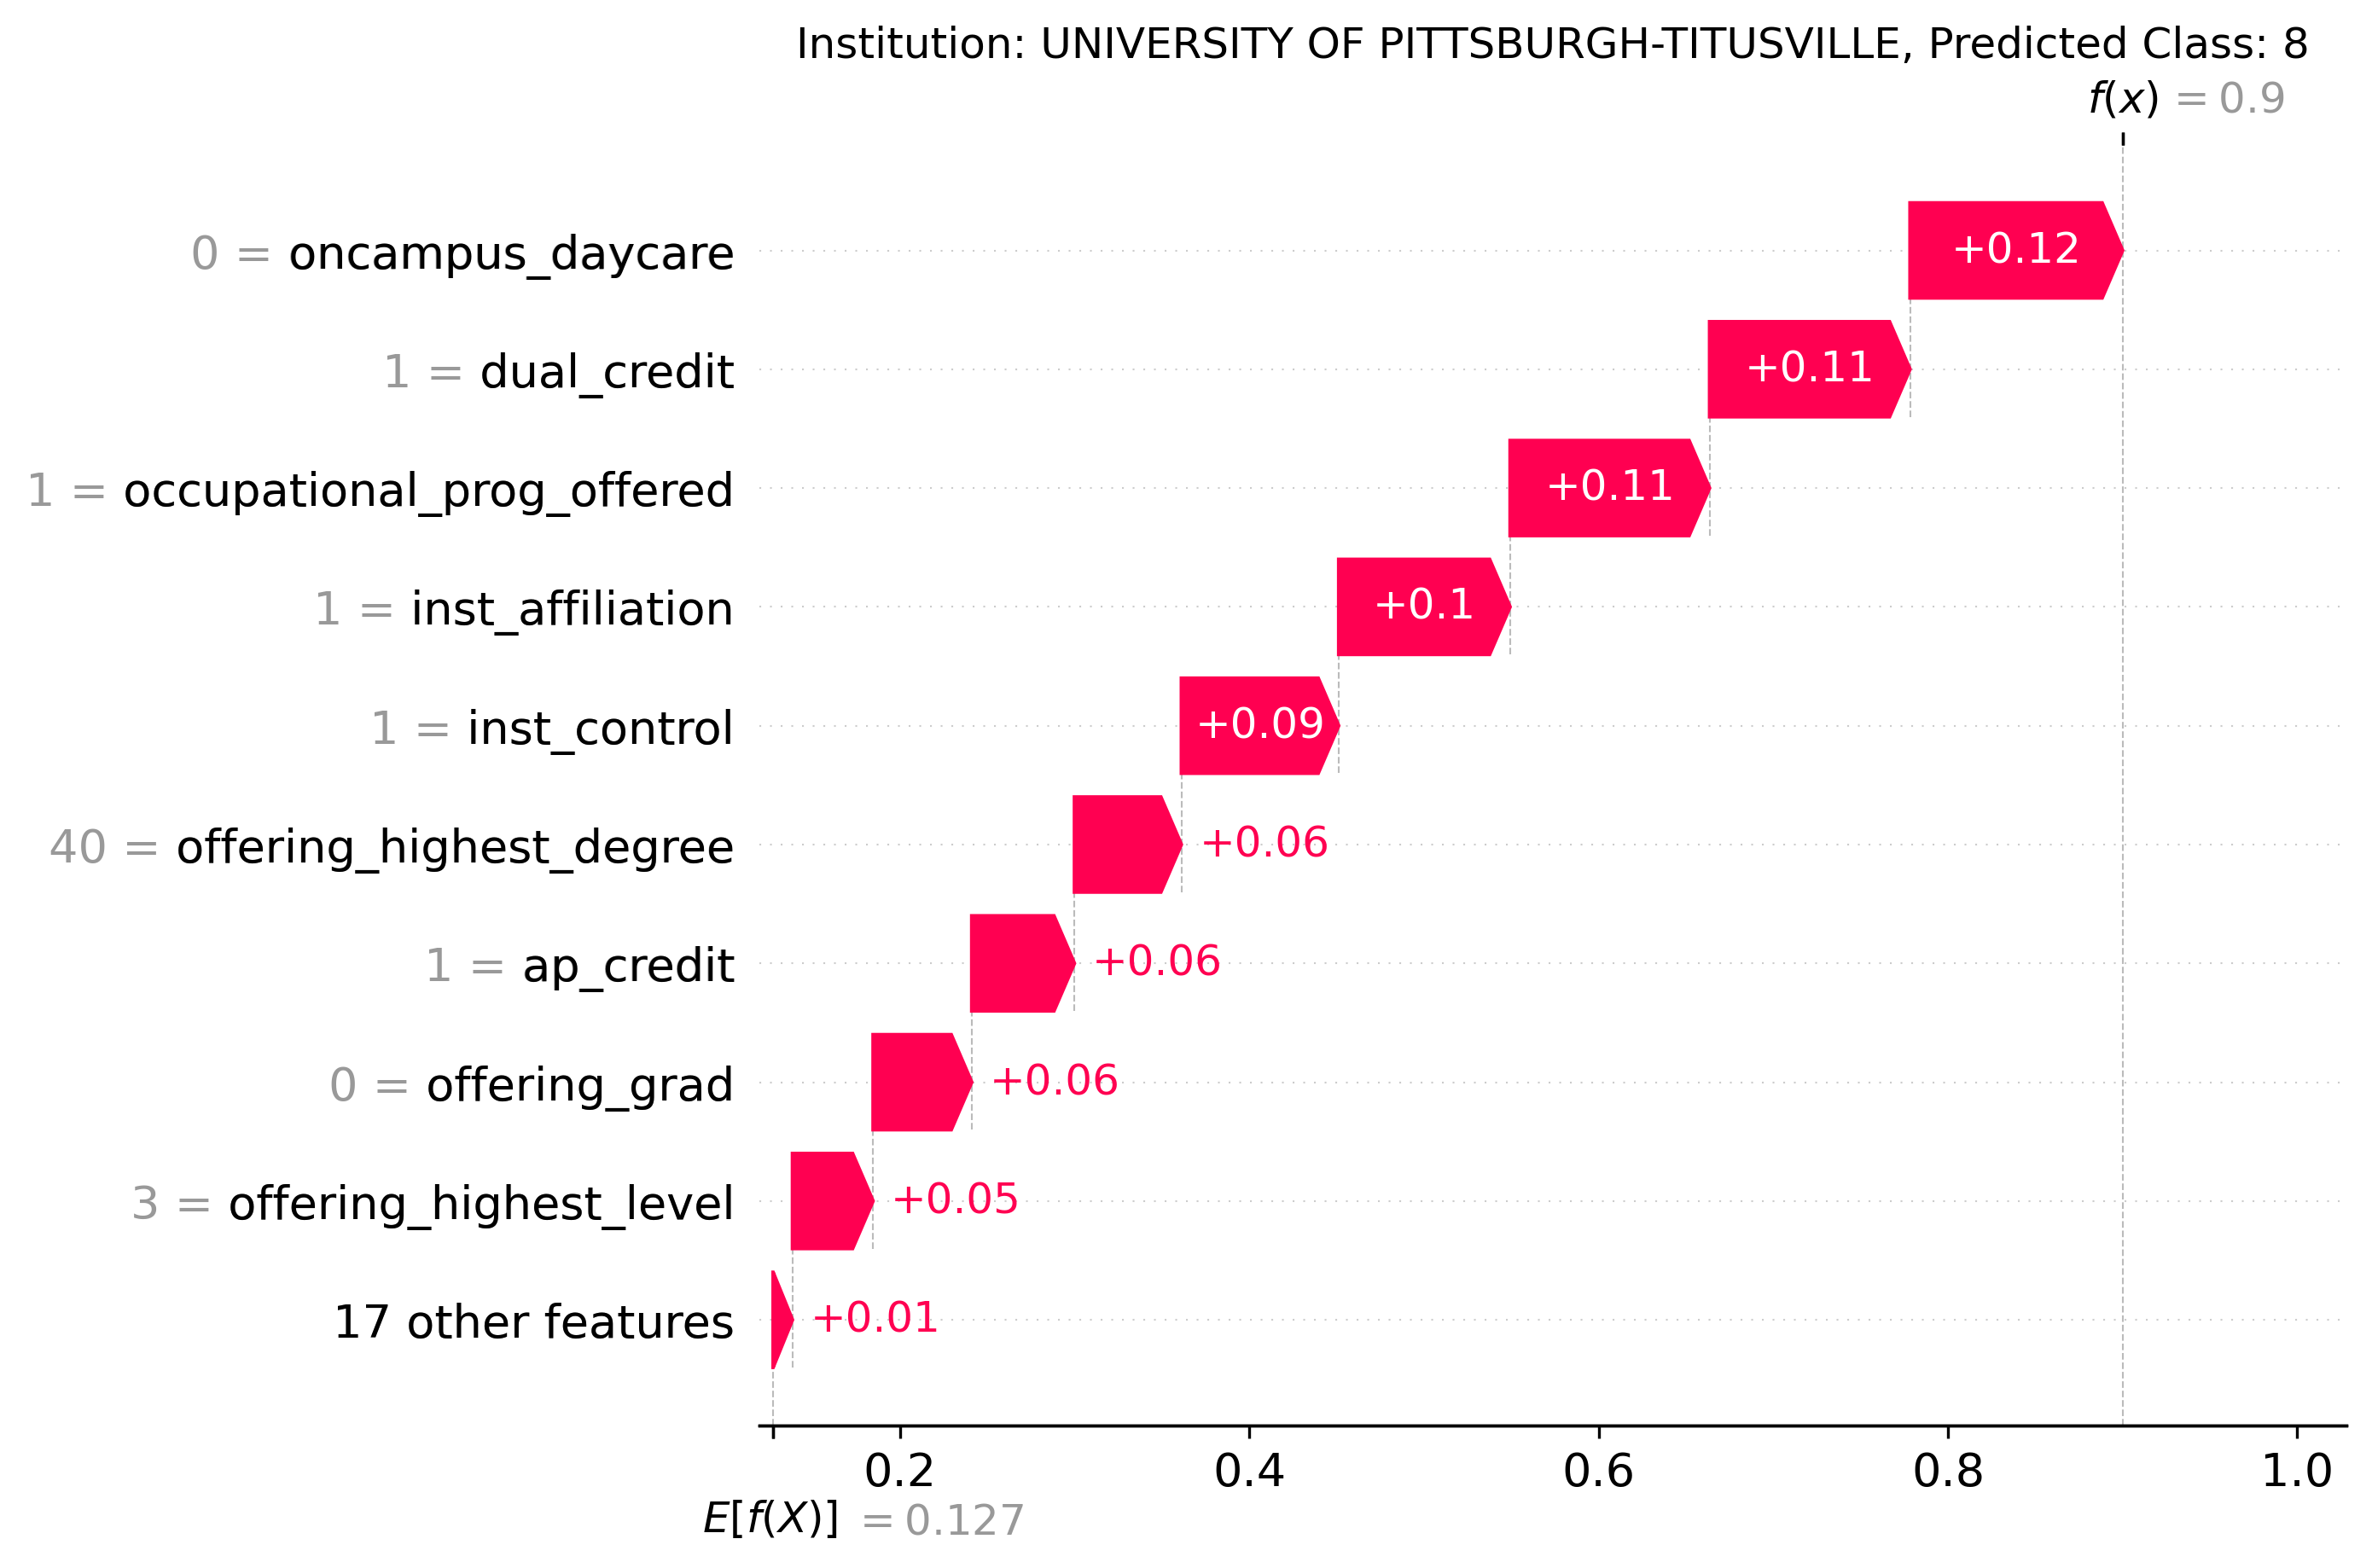 Institution: UNIVERSITY OF PITTSBURGH-TITUSVILLE, Predicted Class: 8
f(x) = 0.9
0 = oncampus_daycare +0.12
1 = dual_credit +0.11
1 = occupational_prog_offered +0.11
1 = inst_affiliation +0.1
1 = inst_control +0.09
40 = offering_highest_degree +0.06
1 = ap_credit +0.06
0 = offering_grad +0.06
3 = offering_highest_level +0.05
17 other features +0.01
0.2 0.4 0.6 0.8 1.0
E[f(X)] = 0.127